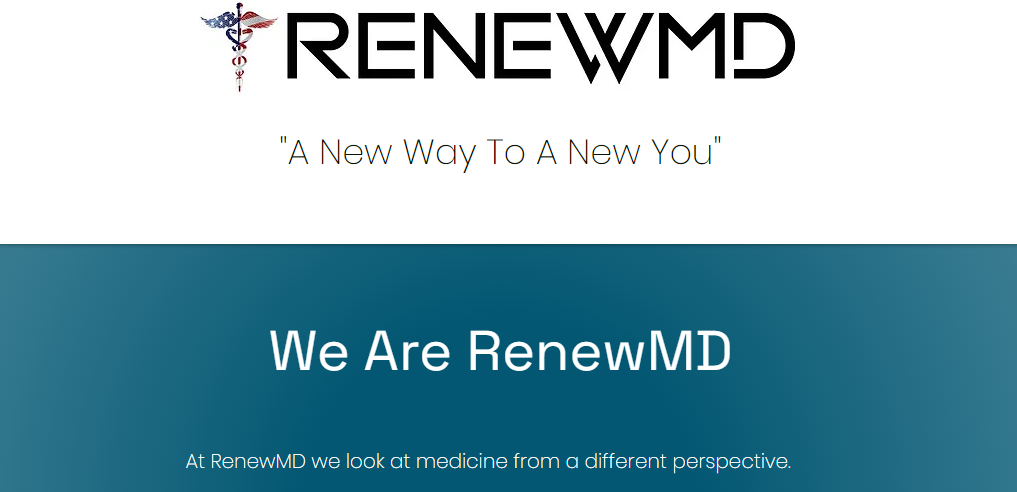 RENEWMD
"A New Way To A New You"
We Are RenewMD
At RenewMD we look at medicine from a different perspective.